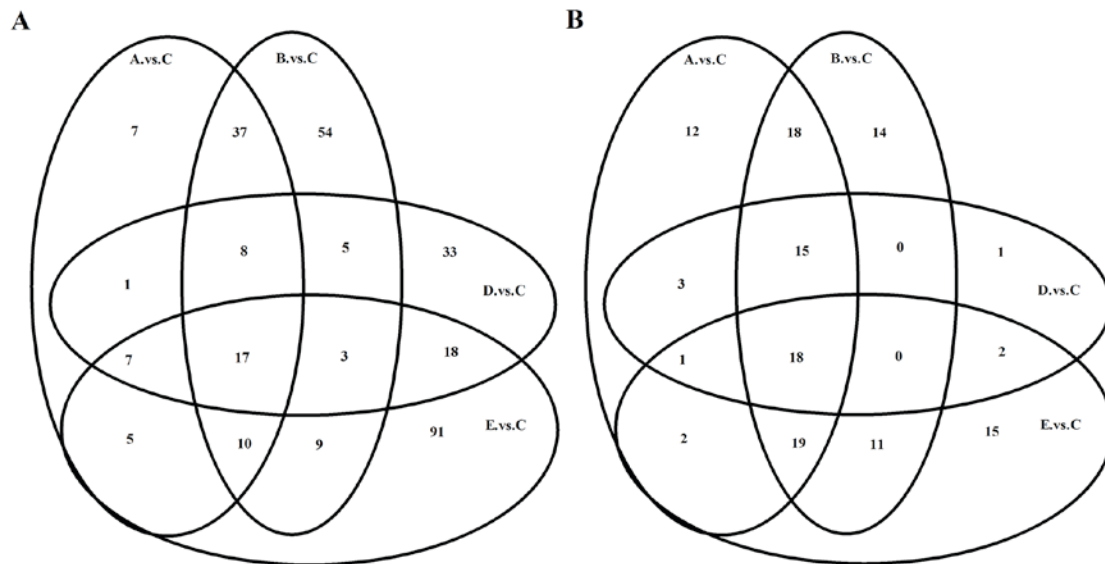 A
B
A.vs.C B.vs.C
7 37 54
8 5 33
1
D.vs.C
7 17 3 18
5 10 9 91 E.vs.C
A.vs.C B.vs.C
12 18 14
15 0 1
3
D.vs.C
1 18 0 2
2 19 11 15 E.vs.C